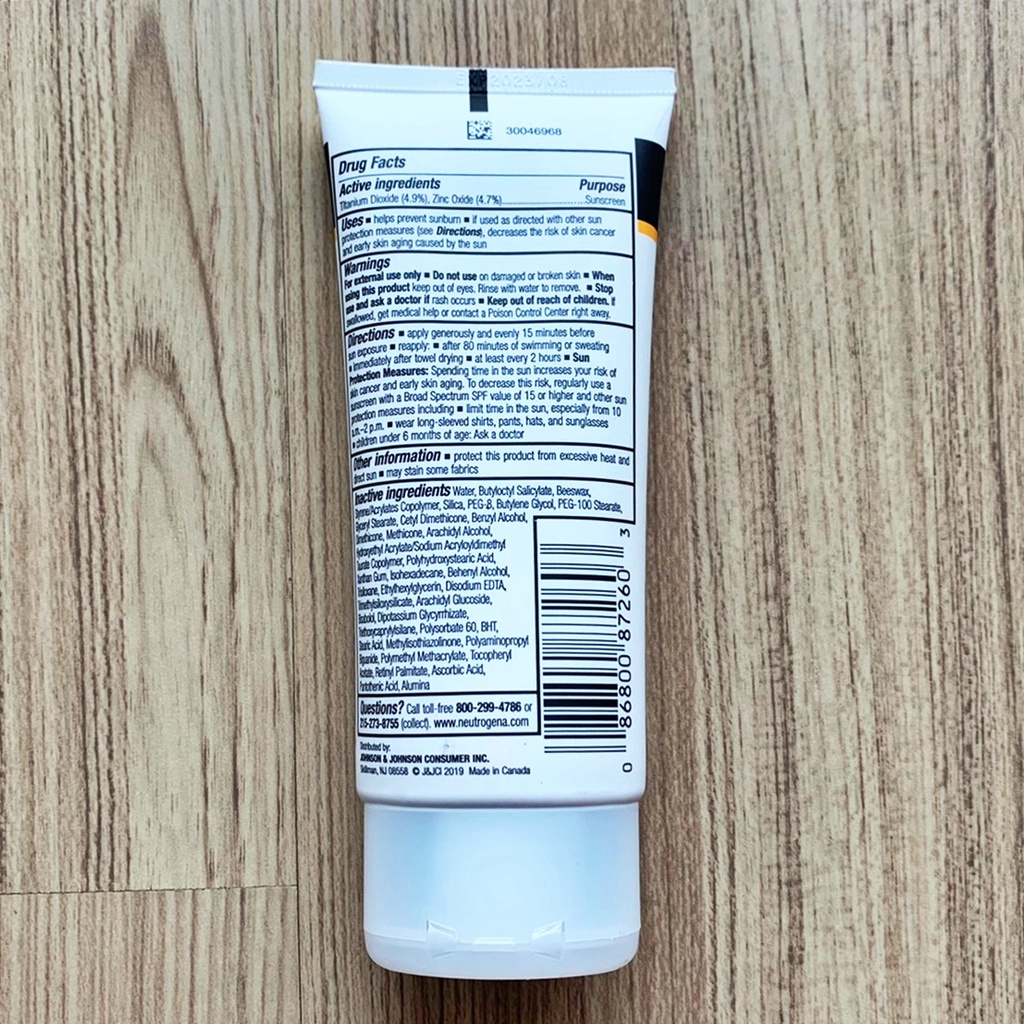 EXP 2023/08
30046968
Drug Facts
Active ingredients Purpose
Titanium Dioxide (4.9%), Zinc Oxide (4.7%)........................Sunscreen
Uses ■ helps prevent sunburn ■ if used as directed with other sun
protection measures (see Directions), decreases the risk of skin cancer
and early skin aging caused by the sun
Warnings
For external use only ■ Do not use on damaged or broken skin ■ When
using this product keep out of eyes. Rinse with water to remove. ■ Stop
use and ask a doctor if rash occurs ■ Keep out of reach of children. If
swallowed, get medical help or contact a Poison Control Center right away.
Directions ■ apply generously and evenly 15 minutes before
sun exposure ■ reapply: ■ after 80 minutes of swimming or sweating
■ immediately after towel drying ■ at least every 2 hours ■ Sun
Protection Measures: Spending time in the sun increases your risk of
skin cancer and early skin aging. To decrease this risk, regularly use a
sunscreen with a Broad Spectrum SPF value of 15 or higher and other sun
protection measures including ■ limit time in the sun, especially from 10
a.m.–2 p.m. ■ wear long-sleeved shirts, pants, hats, and sunglasses
■ children under 6 months of age: Ask a doctor
Other information ■ protect this product from excessive heat and
direct sun ■ may stain some fabrics
Inactive ingredients Water, Butyloctyl Salicylate, Beeswax,
Styrene/Acrylates Copolymer, Silica, PEG-8, Butylene Glycol, PEG-100 Stearate,
Glyceryl Stearate, Cetyl Dimethicone, Benzyl Alcohol,
Dimethicone, Methicone, Arachidyl Alcohol,
Hydroxyethyl Acrylate/Sodium Acryloyldimethyl
Taurate Copolymer, Polyhydroxystearic Acid,
Xanthan Gum, Isohexadecane, Behenyl Alcohol,
Trisiloxane, Ethylhexylglycerin, Disodium EDTA,
Trimethylsiloxysilicate, Arachidyl Glucoside,
Bisabolol, Dipotassium Glycyrrhizate,
Triethoxycaprylylsilane, Polysorbate 60, BHT,
Stearic Acid, Methylisothiazolinone, Polyaminopropyl
Biguanide, Polymethyl Methacrylate, Tocopheryl
Acetate, Retinyl Palmitate, Ascorbic Acid,
Pantothenic Acid, Alumina
Questions? Call toll-free 800-299-4786 or
215-273-8755 (collect). www.neutrogena.com
Distributed by:
JOHNSON & JOHNSON CONSUMER INC.
Skillman, NJ 08558 © J&JCI 2019 Made in Canada
0 86800 87260 3